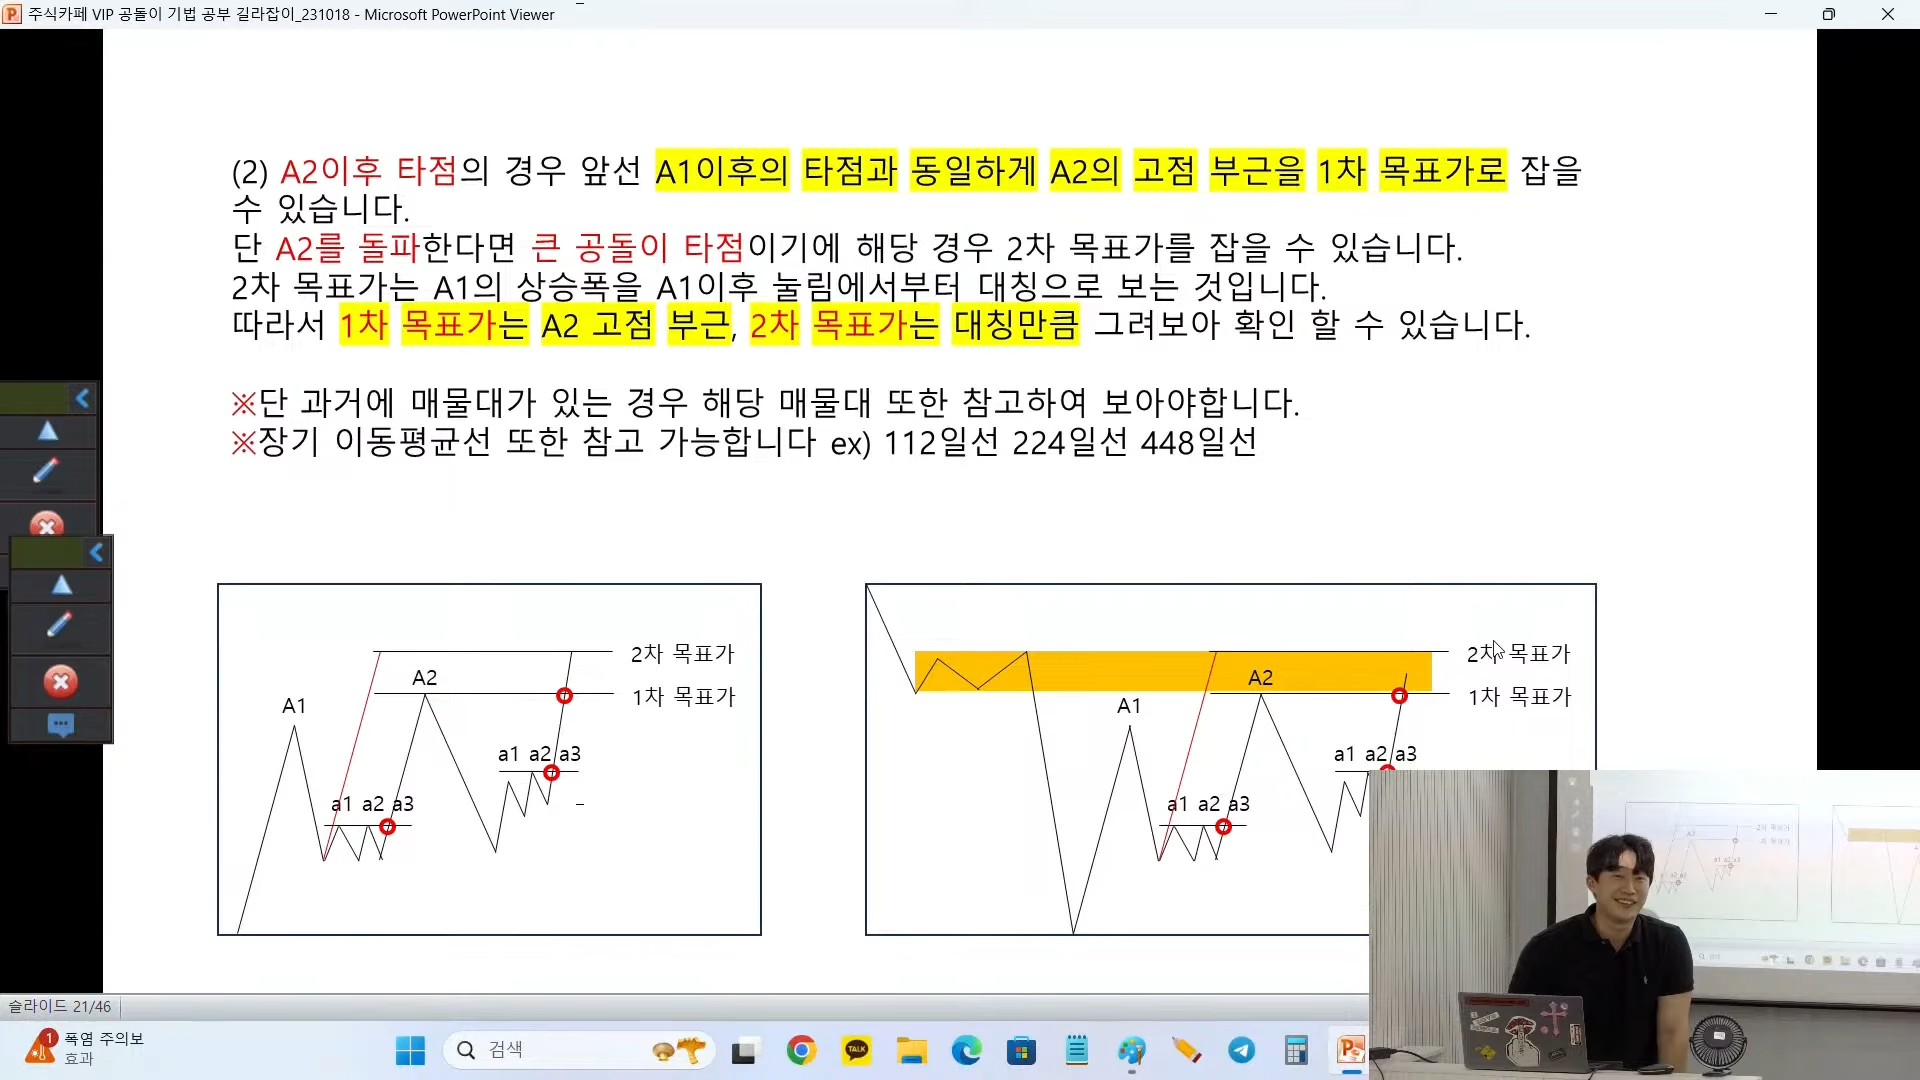 주식카페 VIP 공돌이 기법 공부 길라잡이_231018 - Microsoft PowerPoint Viewer
(2) A2이후 타점의 경우 앞선 A1이후의 타점과 동일하게 A2의 고점 부근을 1차 목표가로 잡을
수 있습니다.
단 A2를 돌파한다면 큰 공돌이 타점이기에 해당 경우 2차 목표가를 잡을 수 있습니다.
2차 목표가는 A1의 상승폭을 A1이후 눌림에서부터 대칭으로 보는 것입니다.
따라서 1차 목표가는 A2 고점 부근, 2차 목표가는 대칭만큼 그려보아 확인 할 수 있습니다.
※단 과거에 매물대가 있는 경우 해당 매물대 또한 참고하여 보아야합니다.
※장기 이동평균선 또한 참고 가능합니다 ex) 112일선 224일선 448일선
2차 목표가
A2
1차 목표가
A1
a1 a2 a3
a1 a2 a3
2차 목표가
A2
1차 목표가
A1
a1 a2 a3
a1 a2 a3
슬라이드 21/46
1
폭염 주의보
효과
검색
TALK